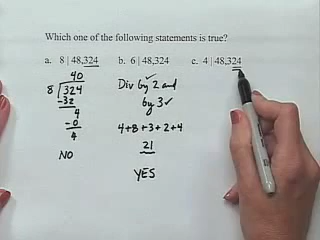 Which one of the following statements is true?
a. 8 | 48,324 b. 6 | 48,324 c. 4 | 48,324
40
8 324
-32
4
-0
4
NO
Div by 2 ✓ and
by 3 ✓
4+8+3+2+4
21
YES